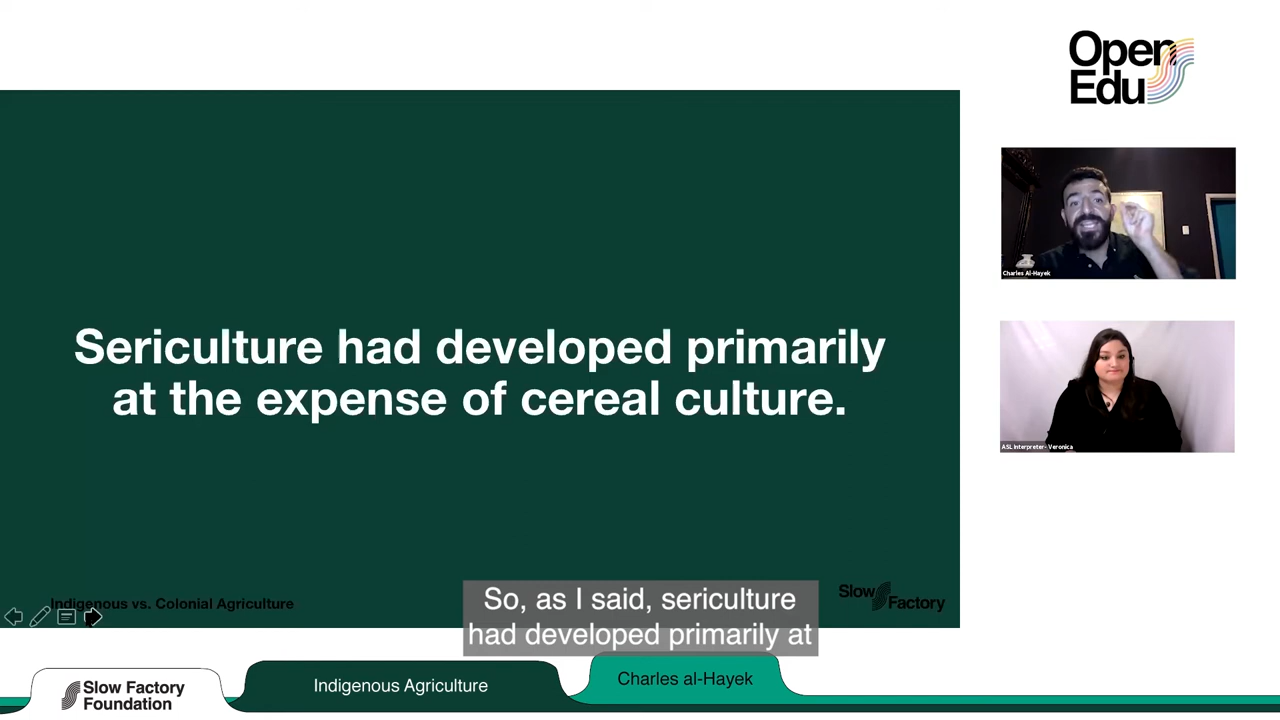 Open
Edu
Charles Al-Hayek
Sericulture had developed primarily
at the expense of cereal culture.
ASL Interpreter- Veronica
Indigenous vs. Colonial Agriculture
Slow
Factory
So, as I said, sericulture
had developed primarily at
Slow Factory
Foundation
Indigenous Agriculture
Charles al-Hayek